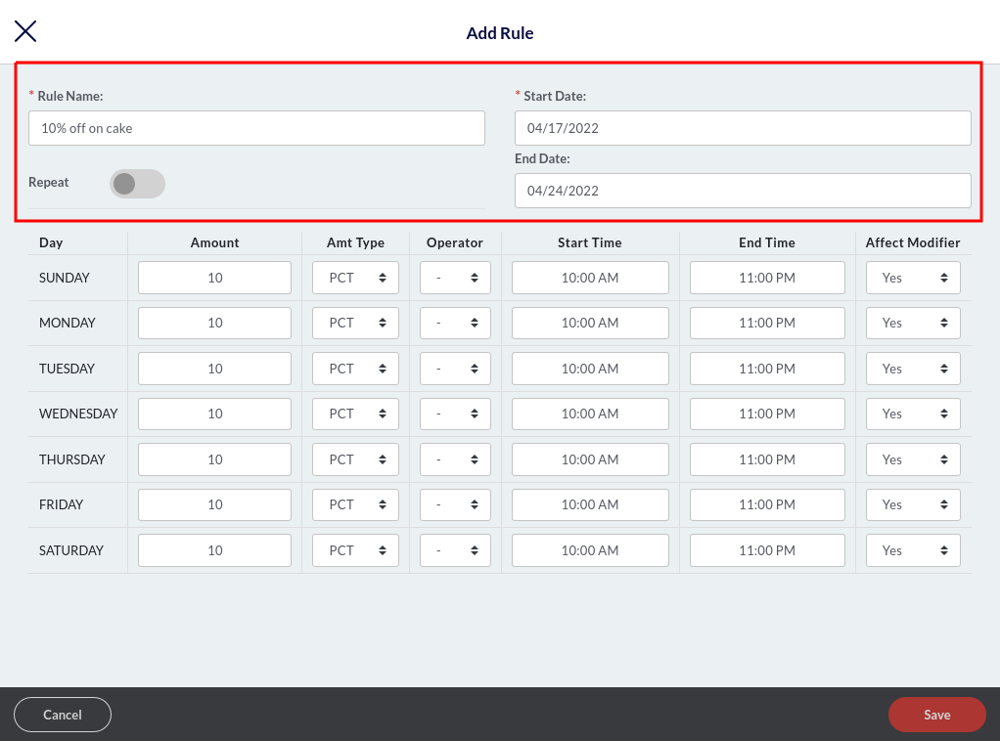 Add Rule
* Rule Name:
* Start Date:
10% off on cake
04/17/2022
End Date:
Repeat
04/24/2022
Day Amount Amt Type Operator Start Time End Time Affect Modifier
SUNDAY 10 PCT - 10:00 AM 11:00 PM Yes
MONDAY 10 PCT - 10:00 AM 11:00 PM Yes
TUESDAY 10 PCT - 10:00 AM 11:00 PM Yes
WEDNESDAY 10 PCT - 10:00 AM 11:00 PM Yes
THURSDAY 10 PCT - 10:00 AM 11:00 PM Yes
FRIDAY 10 PCT - 10:00 AM 11:00 PM Yes
SATURDAY 10 PCT - 10:00 AM 11:00 PM Yes
Cancel Save